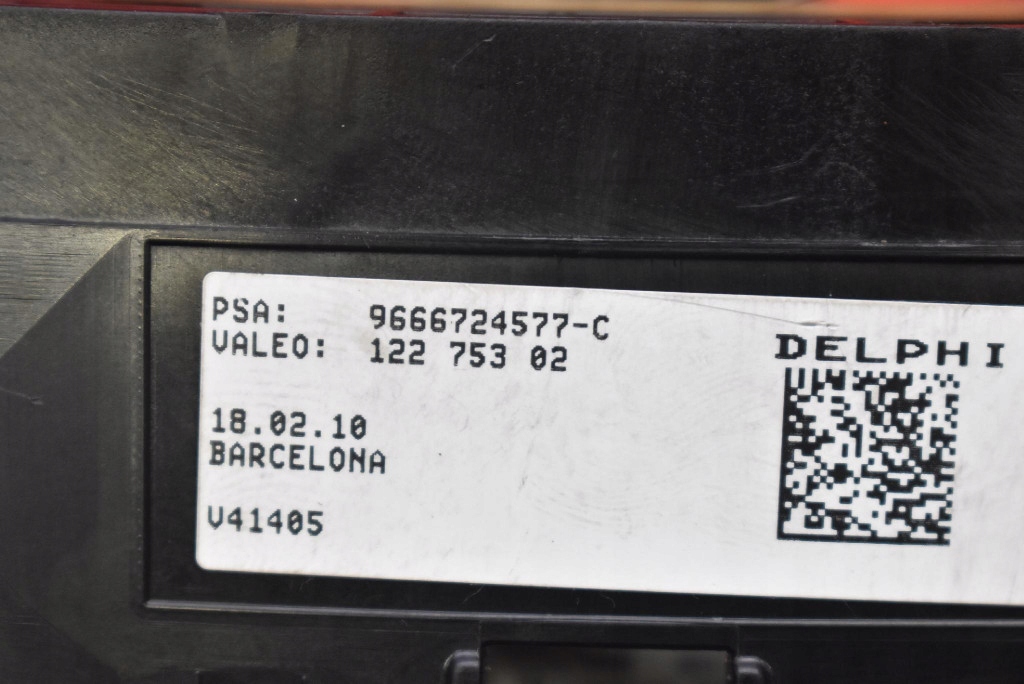 PSA: 9666724577-C
VALEO: 122 753 02
DELPHI
18.02.10
BARCELONA
V41405